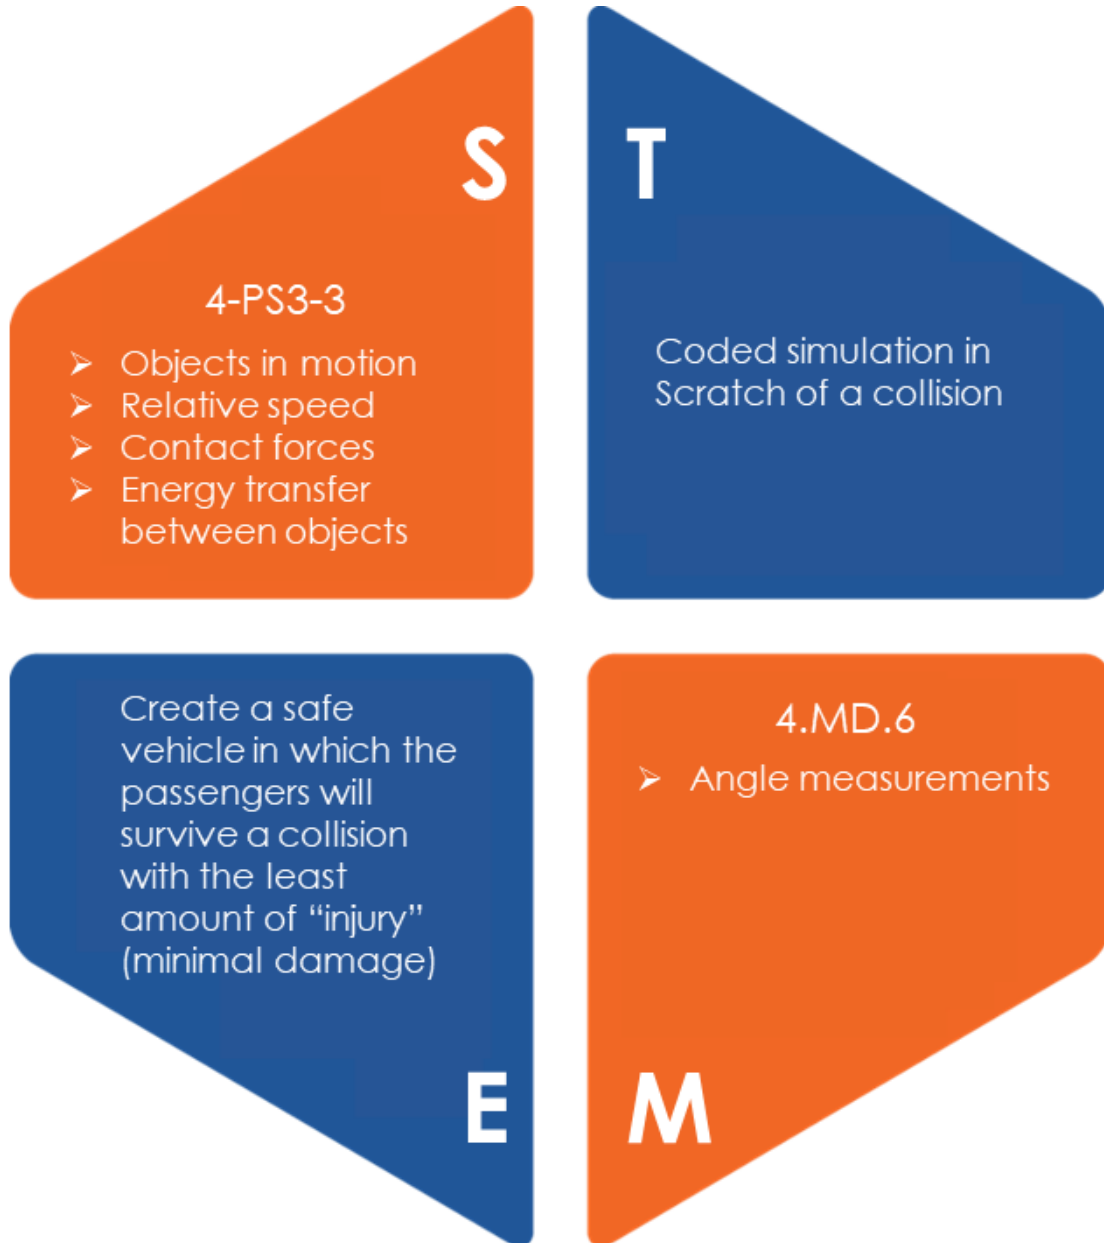 S
4-PS3-3
➢ Objects in motion
➢ Relative speed
➢ Contact forces
➢ Energy transfer
between objects
T
Coded simulation in
Scratch of a collision
Create a safe
vehicle in which the
passengers will
survive a collision
with the least
amount of “injury”
(minimal damage)
E
4.MD.6
➢ Angle measurements
M